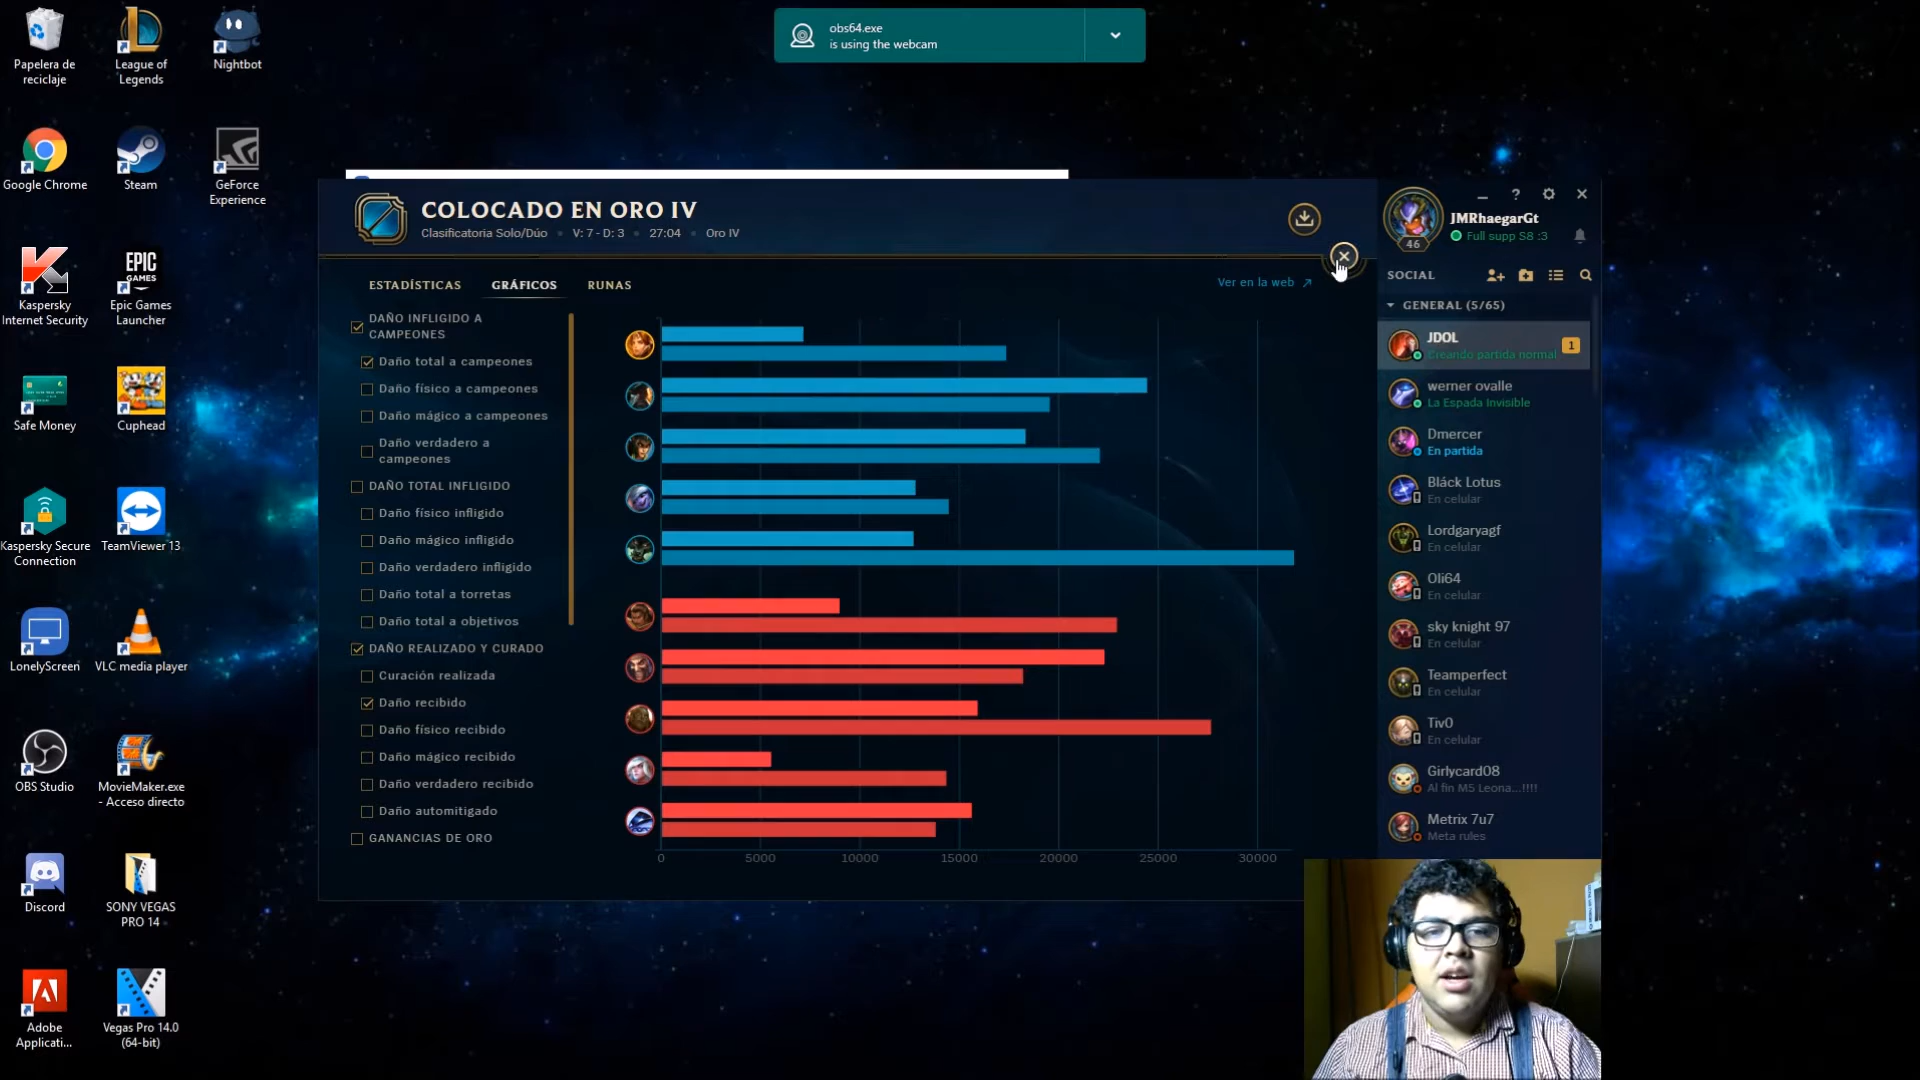 Papelera de
reciclaje
League of
Legends
Nightbot
obs64.exe
is using the webcam
Google Chrome
Steam
GeForce
Experience
Kaspersky
Internet Security
EPIC
GAMES
Epic Games
Launcher
Safe Money
Cuphead
Kaspersky Secure
Connection
TeamViewer 13
LonelyScreen
VLC media player
OBS Studio
MovieMaker.exe
- Acceso directo
Discord
SONY VEGAS
PRO 14
Adobe
Applicati...
Vegas Pro 14.0
(64-bit)
COLOCADO EN ORO IV
Clasificatoria Solo/Dúo • V: 7 - D: 3 • 27:04 • Oro IV
ESTADÍSTICAS
GRÁFICOS
RUNAS
Ver en la web
DAÑO INFLIGIDO A
CAMPEONES
Daño total a campeones
Daño físico a campeones
Daño mágico a campeones
Daño verdadero a
campeones
DAÑO TOTAL INFLIGIDO
Daño físico infligido
Daño mágico infligido
Daño verdadero infligido
Daño total a torretas
Daño total a objetivos
DAÑO REALIZADO Y CURADO
Curación realizada
Daño recibido
Daño físico recibido
Daño mágico recibido
Daño verdadero recibido
Daño automitigado
GANANCIAS DE ORO
0 5000 10000 15000 20000 25000 30000
JMRhaegarGt
Full supp S8 :3
46
SOCIAL
GENERAL (5/65)
JDOL
Creando partida normal
1
werner ovalle
La Espada Invisible
Dmercer
En partida
Bláck Lotus
En celular
Lordgaryagf
En celular
Oli64
En celular
sky knight 97
En celular
Teamperfect
En celular
Tiv0
En celular
Girlycard08
Al fin M5 Leona...!!!!
Metrix 7u7
Meta rules